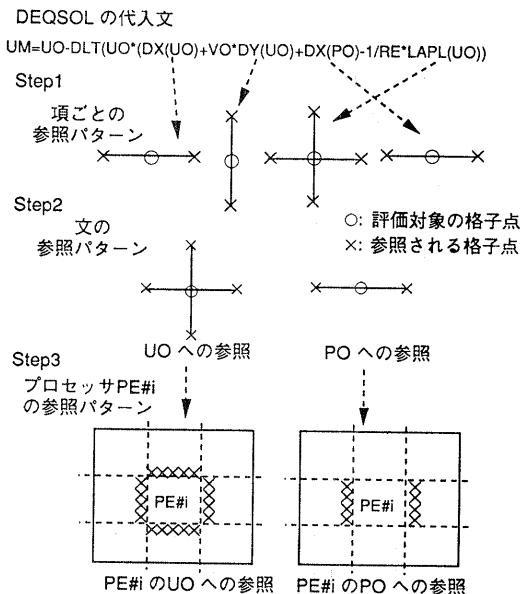 DEQSOL の代入文
UM=UO-DLT(UO*(DX(UO)+VO*DY(UO)+DX(PO)-1/RE*LAPL(UO))
Step1
項ごとの
参照パターン
Step2
文の
参照パターン
○: 評価対象の格子点
×: 参照される格子点
UO への参照
PO への参照
Step3
プロセッサPE#i
の参照パターン
PE#i
PE#i
PE#i のUO への参照
PE#i のPO への参照